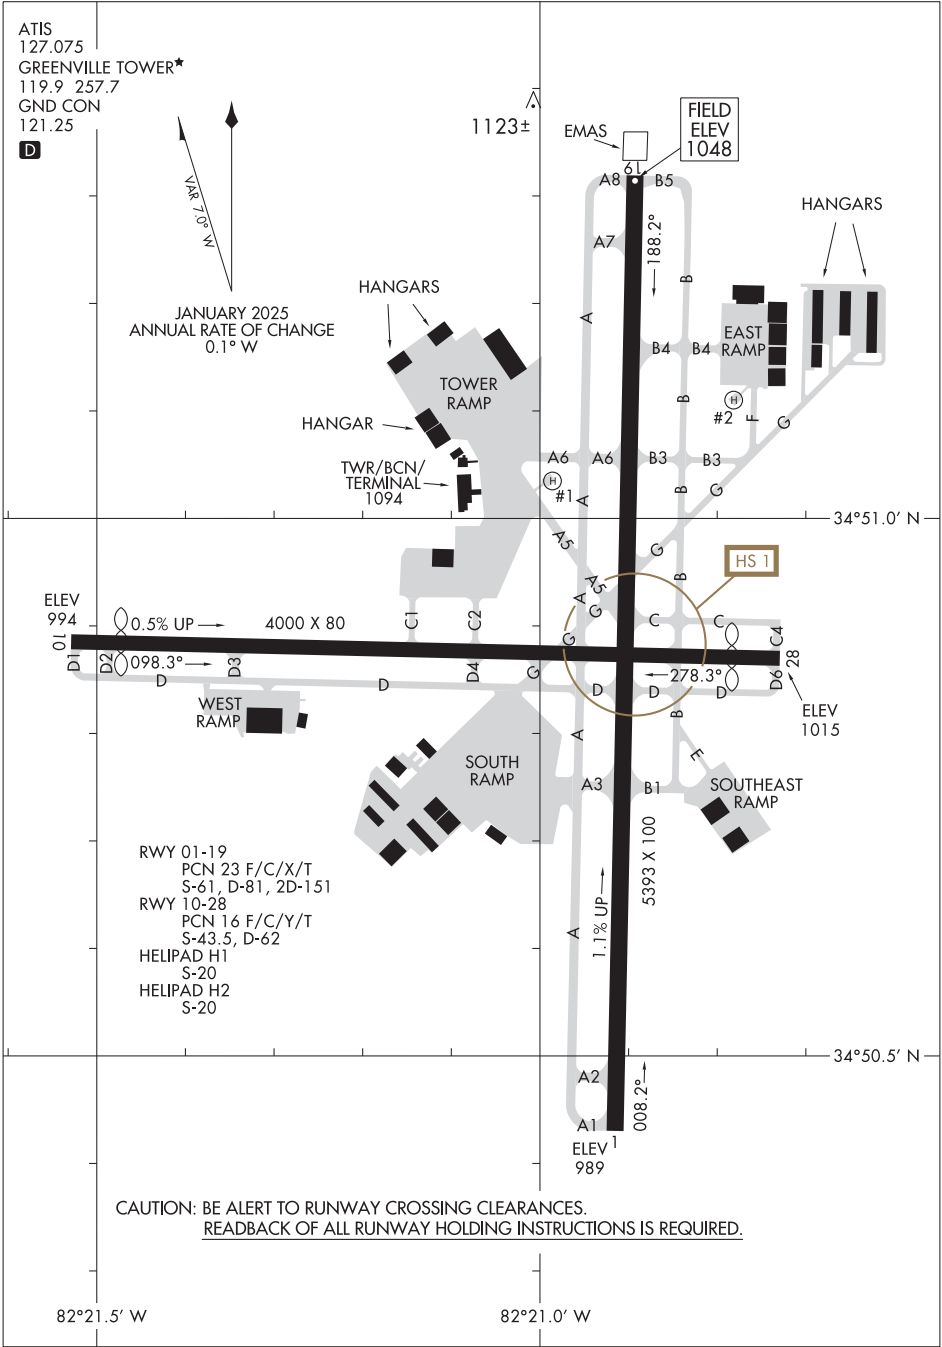 ATIS
127.075
GREENVILLE TOWER★
119.9 257.7
GND CON
121.25
D
VAR 7.0° W
JANUARY 2025
ANNUAL RATE OF CHANGE
0.1° W
1123±
EMAS
FIELD
ELEV
1048
19
A8
B5
A7
188.2°
HANGARS
HANGARS
B
A
EAST
RAMP
B4
B4
TOWER
RAMP
B
H
#2
F
G
HANGAR
TWR/BCN/
TERMINAL
1094
A6
A6
B3
B3
H
#1
A
B
G
34°51.0' N
A5
G
HS 1
A5
B
A
G
ELEV
994
10
0.5% UP
4000 X 80
C1
C2
G
C
C
C4
28
D1
D2
098.3°
D3
D4
G
278.3°
D6
D
D
D
D
D
ELEV
1015
WEST
RAMP
B
A
E
SOUTH
RAMP
A3
B1
SOUTHEAST
RAMP
5393 X 100
RWY 01-19
PCN 23 F/C/X/T
S-61, D-81, 2D-151
RWY 10-28
PCN 16 F/C/Y/T
S-43.5, D-62
HELIPAD H1
S-20
HELIPAD H2
S-20
1.1% UP
A
34°50.5' N
A2
008.2°
A1
1
ELEV
989
CAUTION: BE ALERT TO RUNWAY CROSSING CLEARANCES.
READBACK OF ALL RUNWAY HOLDING INSTRUCTIONS IS REQUIRED.
82°21.5' W
82°21.0' W